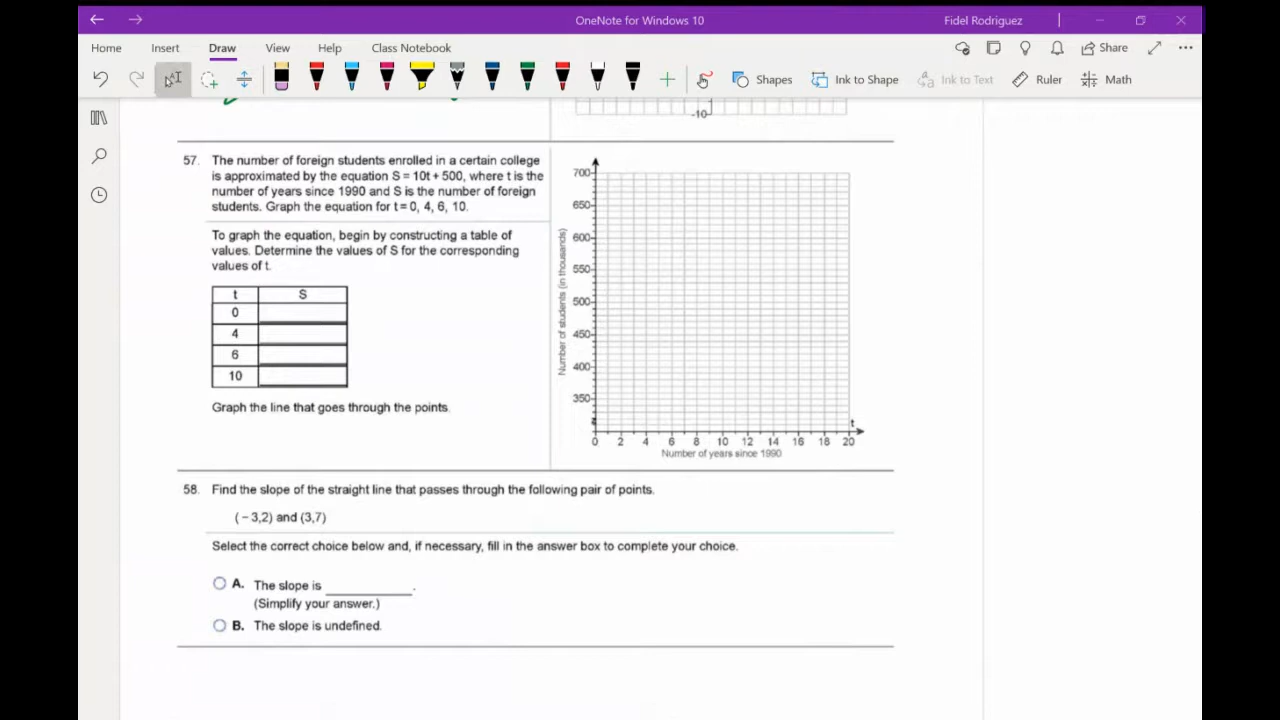 OneNote for Windows 10
Fidel Rodriguez
Home Insert Draw View Help Class Notebook
Share
Shapes Ink to Shape Ink to Text Ruler Math
-10
57. The number of foreign students enrolled in a certain college
is approximated by the equation S = 10t + 500, where t is the
number of years since 1990 and S is the number of foreign
students. Graph the equation for t = 0, 4, 6, 10.
To graph the equation, begin by constructing a table of
values. Determine the values of S for the corresponding
values of t.
t S
0
4
6
10
Graph the line that goes through the points.
Number of students (in thousands)
700
650
600
550
500
450
400
350
t
0 2 4 6 8 10 12 14 16 18 20
Number of years since 1990
58. Find the slope of the straight line that passes through the following pair of points.
( - 3,2) and (3,7)
Select the correct choice below and, if necessary, fill in the answer box to complete your choice.
A. The slope is ________.
(Simplify your answer.)
B. The slope is undefined.